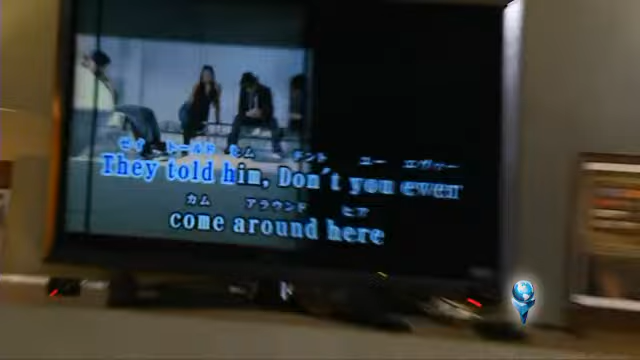 ゼイ トールド ヒム ドント ユー エヴァー
They told him, Don't you ever
カム アラウンド ヒア
come around here